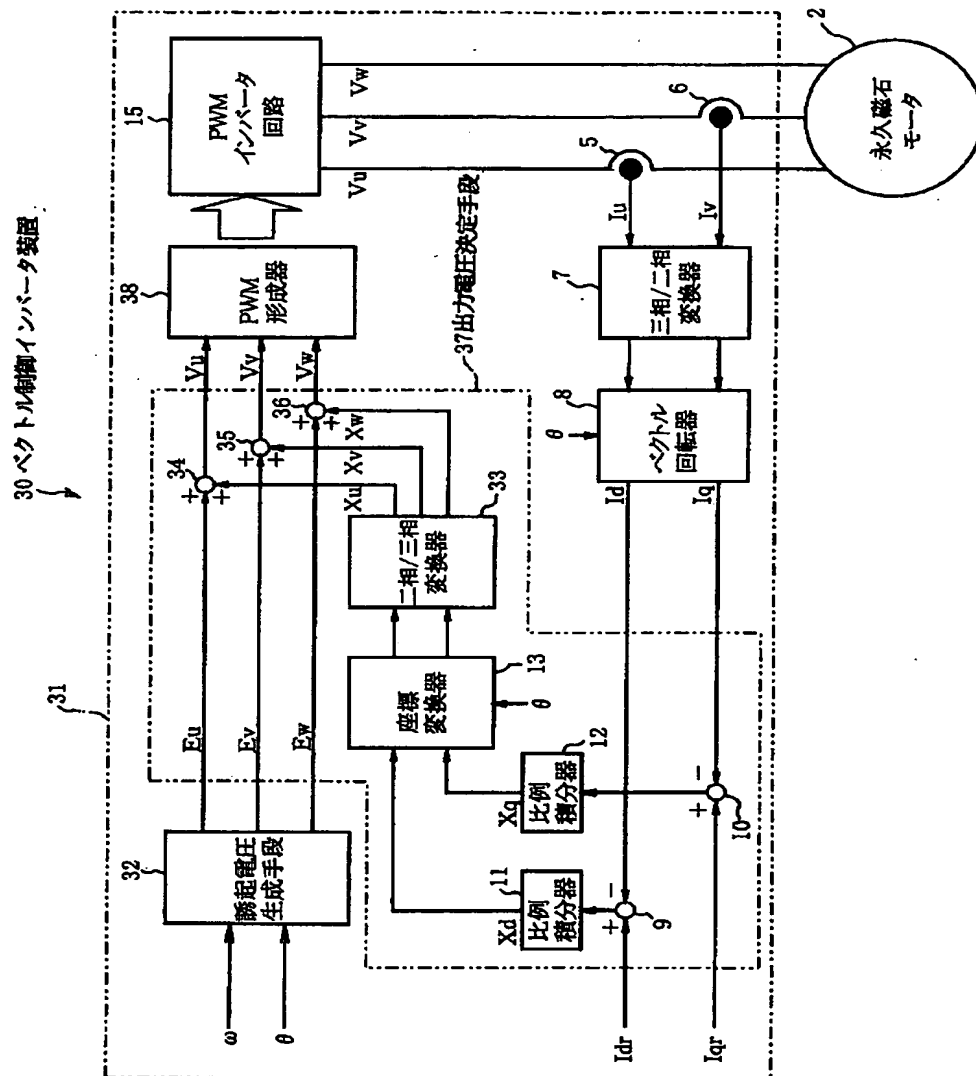 30 ベクトル制御インバータ装置
31
ω
θ
32
誘起電圧
生成手段
Eu
Ev
Ew
34
35
36
+
+
+
+
+
+
Vu
Vv
Vw
38
PWM
形成器
15
PWM
インバータ
回路
Xu
Xv
Xw
33
二相/三相
変換器
13
座標
変換器
θ
37出力電圧決定手段
Vu
Vv
Vw
Xd
11
比例
積分器
Xq
12
比例
積分器
Idr
+
-
9
Iqr
+
-
10
Id
Iq
8
ベクトル
回転器
θ
7
三相/二相
変換器
Iu
Iv
5
6
2
永久磁石
モータ